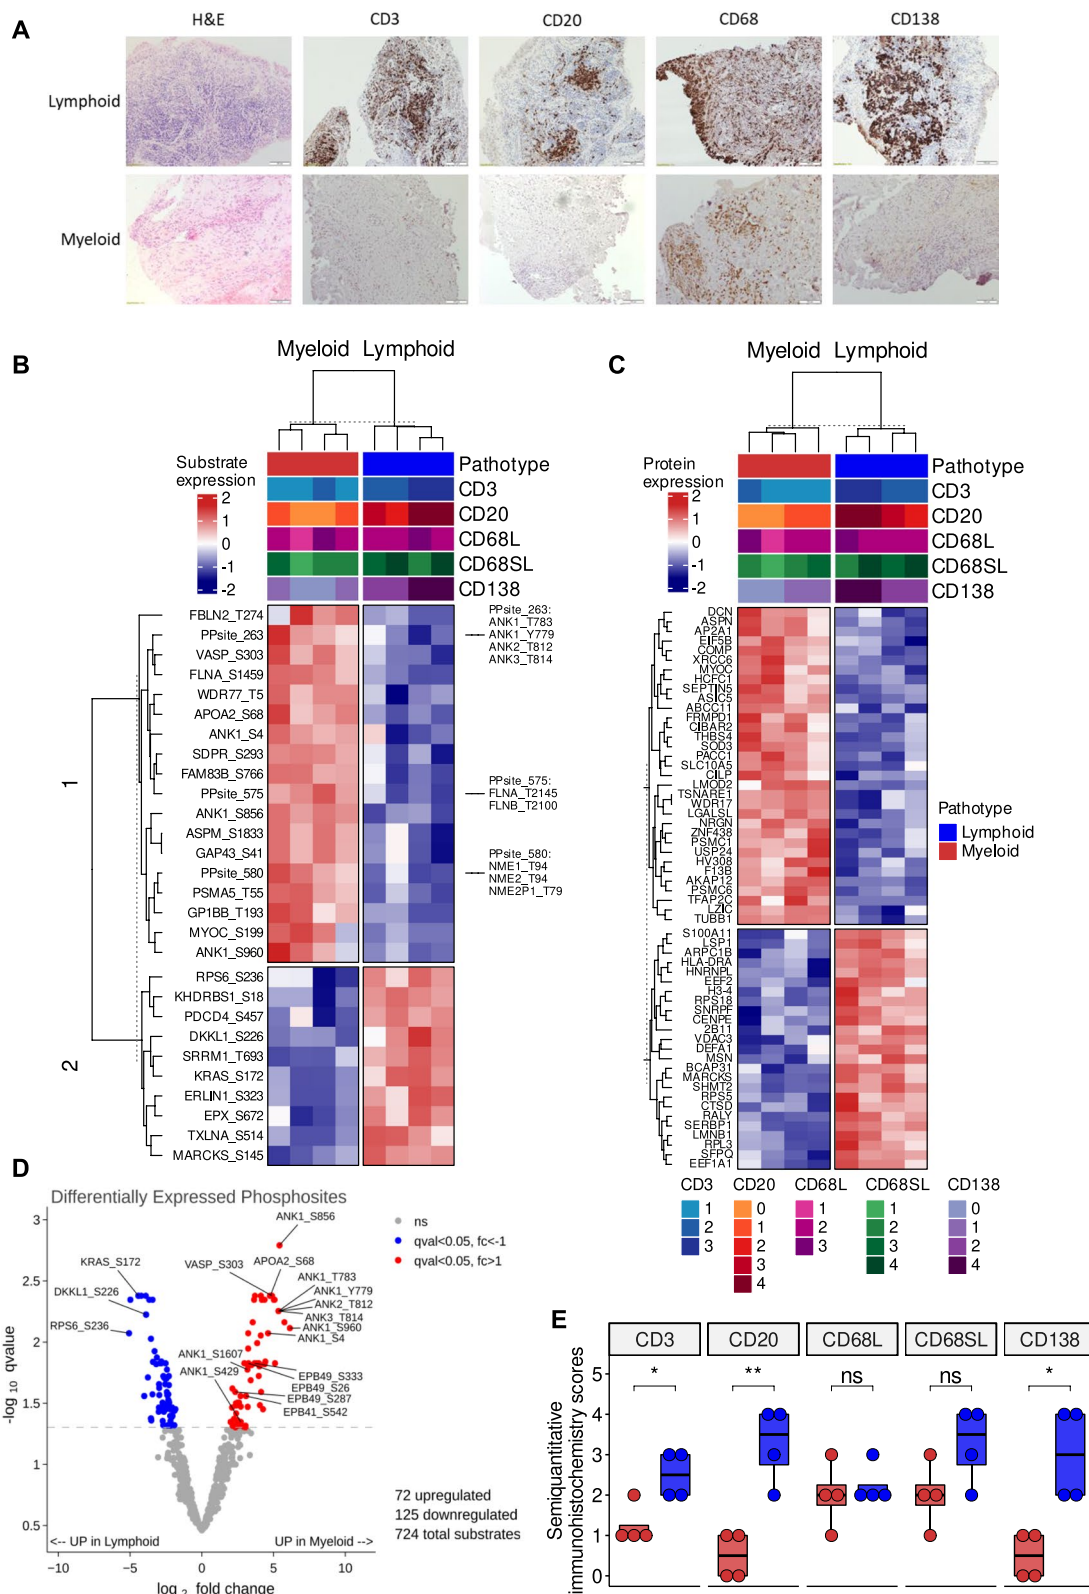 A
H&E CD3 CD20 CD68 CD138
Lymphoid
Myeloid
B
Myeloid Lymphoid
Substrate expression
2
1
0
-1
-2
Pathotype
CD3
CD20
CD68L
CD68SL
CD138
1
FBLN2_T274
PPsite_263
VASP_S303
FLNA_S1459
WDR77_T5
APOA2_S68
ANK1_S4
SDPR_S293
FAM83B_S766
PPsite_575
ANK1_S856
ASPM_S1833
GAP43_S41
PPsite_580
PSMA5_T55
GP1BB_T193
MYOC_S199
ANK1_S960
2
RPS6_S236
KHDRBS1_S18
PDCD4_S457
DKKL1_S226
SRRM1_T693
KRAS_S172
ERLIN1_S323
EPX_S672
TXLNA_S514
MARCKS_S145
PPsite_263:
ANK1_T783
ANK1_Y779
ANK2_T812
ANK3_T814
PPsite_575:
FLNA_T2145
FLNB_T2100
PPsite_580:
NME1_T94
NME2_T94
NME2P1_T79
C
Myeloid Lymphoid
Protein expression
2
1
0
-1
-2
Pathotype
CD3
CD20
CD68L
CD68SL
CD138
DCN
ASPN
AP2A1
EIF5B
COMP
XRCC6
MYOC
HCFC1
SEPTIN5
ASIC5
ABCC11
FRMPD1
CIBAR2
THBS4
SOD3
PACC1
SLC10A5
CILP
LMOD2
TSNARE1
WDR17
LGALSL
NRGN
ZNF438
PSMC1
USP24
HV308
F13B
AKAP12
PSMC6
TFAP2C
LZIC
TUBB1
S100A11
LSP1
ARPC1B
HLA-DRA
HNRNPL
EEF2
H3-4
RPS18
SNRPF
CENPE
2B11
VDAC3
DEFA1
MSN
BCAP31
MARCKS
SHMT2
RPS5
CTSD
RALY
SERBP1
LMNB1
RPL3
SFPQ
EEF1A1
Pathotype
Lymphoid
Myeloid
CD3 CD20 CD68L CD68SL CD138
1 0 1 1 0
2 1 2 2 1
3 2 3 3 2
3 4 4
4
D
Differentially Expressed Phosphosites
-log 10 qvalue
3
2.5
2
1.5
1
0.5
ANK1_S856
KRAS_S172
VASP_S303
APOA2_S68
ANK1_T783
DKKL1_S226
ANK1_Y779
ANK2_T812
RPS6_S236
ANK3_T814
ANK1_S960
ANK1_S4
ANK1_S1607
ANK1_S429
EPB49_S333
EPB49_S26
EPB49_S287
EPB41_S542
ns
qval<0.05, fc<-1
qval<0.05, fc>1
72 upregulated
125 downregulated
724 total substrates
<-- UP in Lymphoid UP in Myeloid -->
−10 −5 0 5 10
log 2 fold change
E
CD3 CD20 CD68L CD68SL CD138
* ** ns ns *
Semiquantitative
immunohistochemistry scores
5
4
3
2
1
0